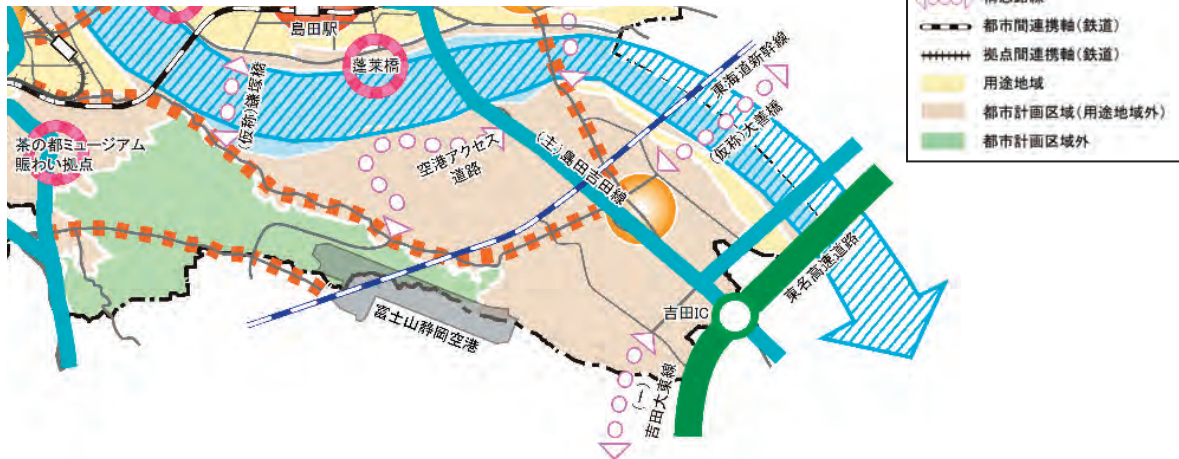 島田駅
蓬莱橋
(仮称)鎌塚橋
茶の都ミュージアム
賑わい拠点
空港アクセス
道路
(主)島田吉田線
東海道新幹線
(仮称)大善橋
富士山静岡空港
吉田IC
東名高速道路
(一)
吉田大東線
構想路線
都市間連携軸(鉄道)
拠点間連携軸(鉄道)
用途地域
都市計画区域(用途地域外)
都市計画区域外